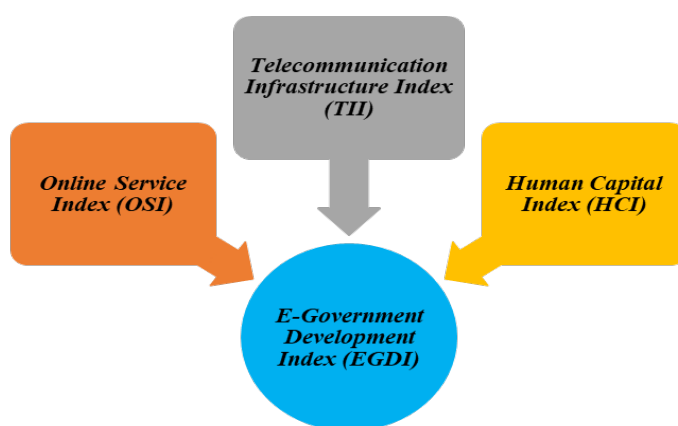 Telecommunication
Infrastructure Index
(TII)
Online Service
Index (OSI)
Human Capital
Index (HCI)
E-Government
Development
Index (EGDI)